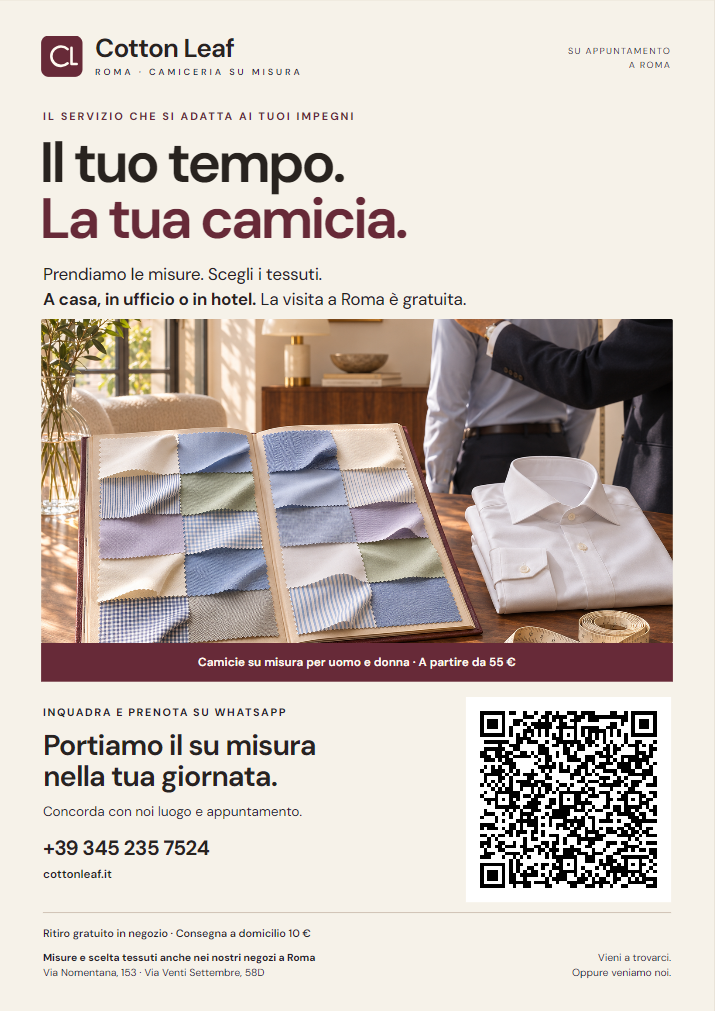 CL
Cotton Leaf
ROMA · CAMICERIA SU MISURA
SU APPUNTAMENTO
A ROMA
IL SERVIZIO CHE SI ADATTA AI TUOI IMPEGNI
Il tuo tempo.
La tua camicia.
Prendiamo le misure. Scegli i tessuti.
A casa, in ufficio o in hotel. La visita a Roma è gratuita.
Camicie su misura per uomo e donna · A partire da 55 €
INQUADRA E PRENOTA SU WHATSAPP
Portiamo il su misura
nella tua giornata.
Concorda con noi luogo e appuntamento.
+39 345 235 7524
cottonleaf.it
Ritiro gratuito in negozio · Consegna a domicilio 10 €
Misure e scelta tessuti anche nei nostri negozi a Roma
Via Nomentana, 153 · Via Venti Settembre, 58D
Vieni a trovarci.
Oppure veniamo noi.